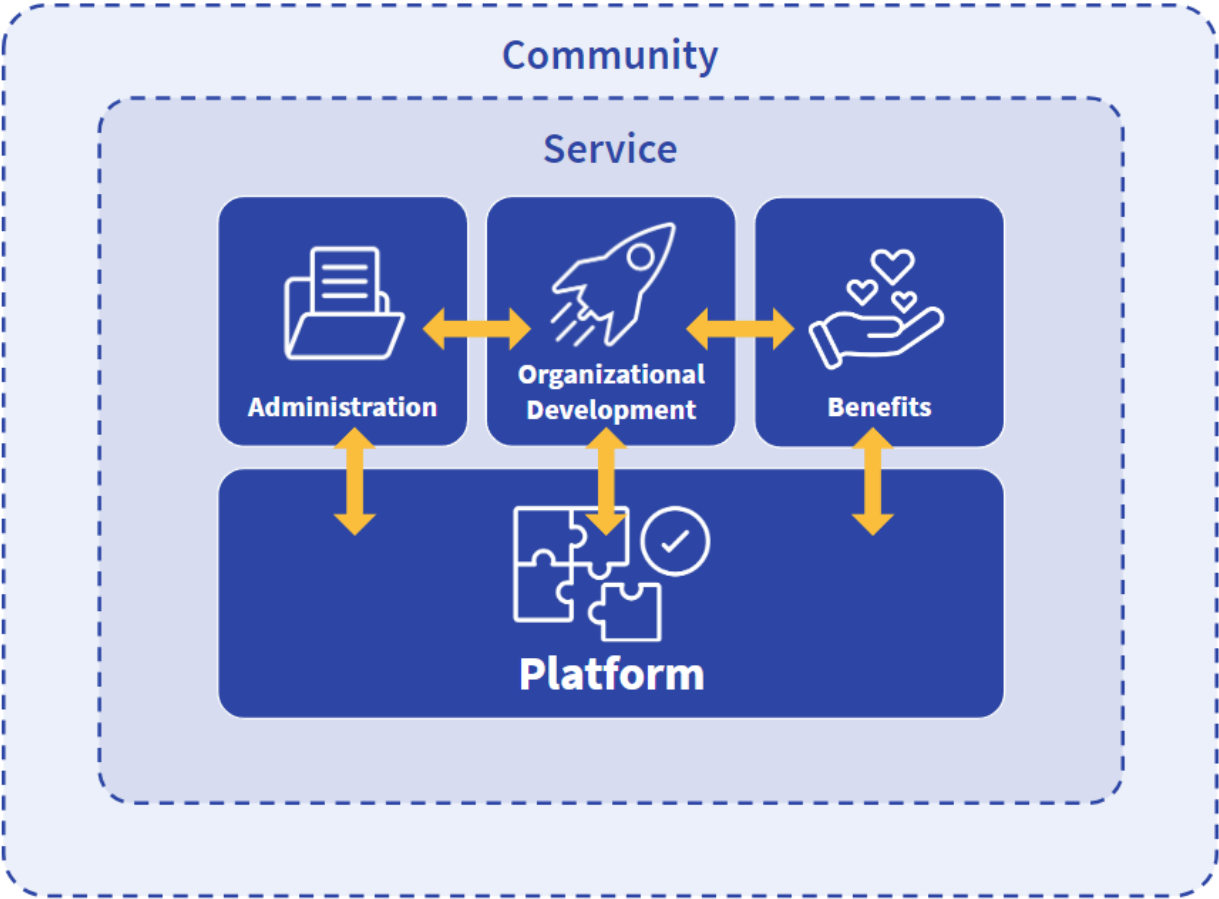 Community
Service
Administration
Organizational
Development
Benefits
Platform